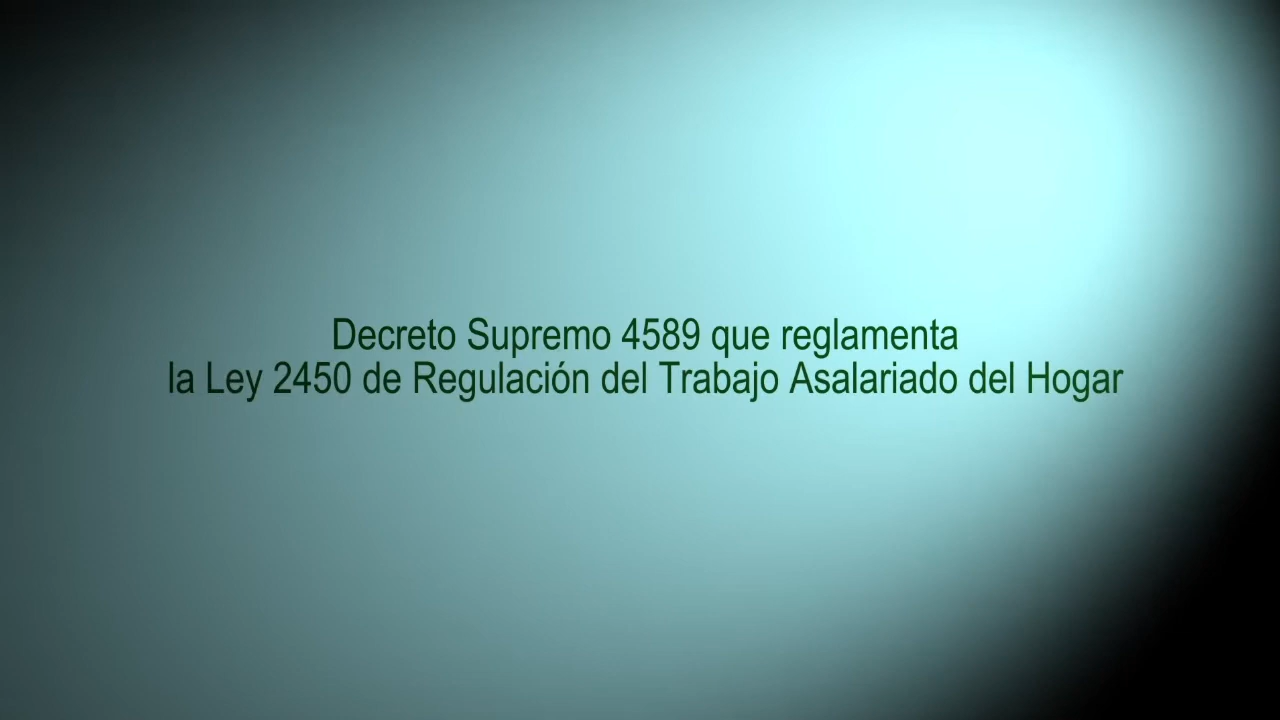 Decreto Supremo 4589 que reglamenta
la Ley 2450 de Regulación del Trabajo Asalariado del Hogar